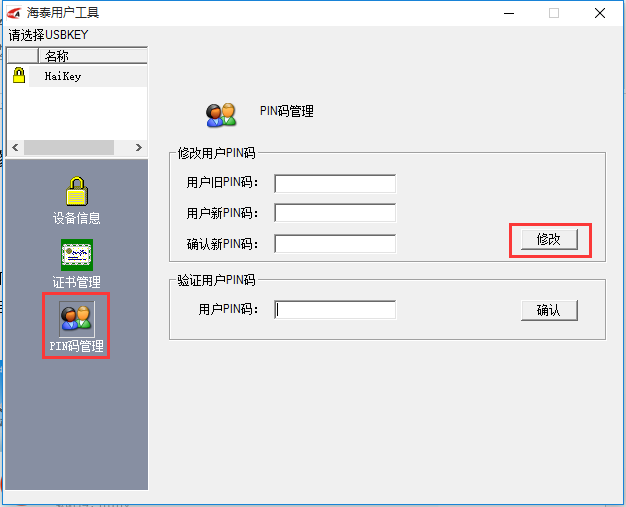 海泰用户工具
请选择USBKEY
名称
HaiKey
设备信息
证书管理
PIN码管理
PIN码管理
修改用户PIN码
用户旧PIN码：
用户新PIN码：
确认新PIN码：
修改
验证用户PIN码
用户PIN码：
确认